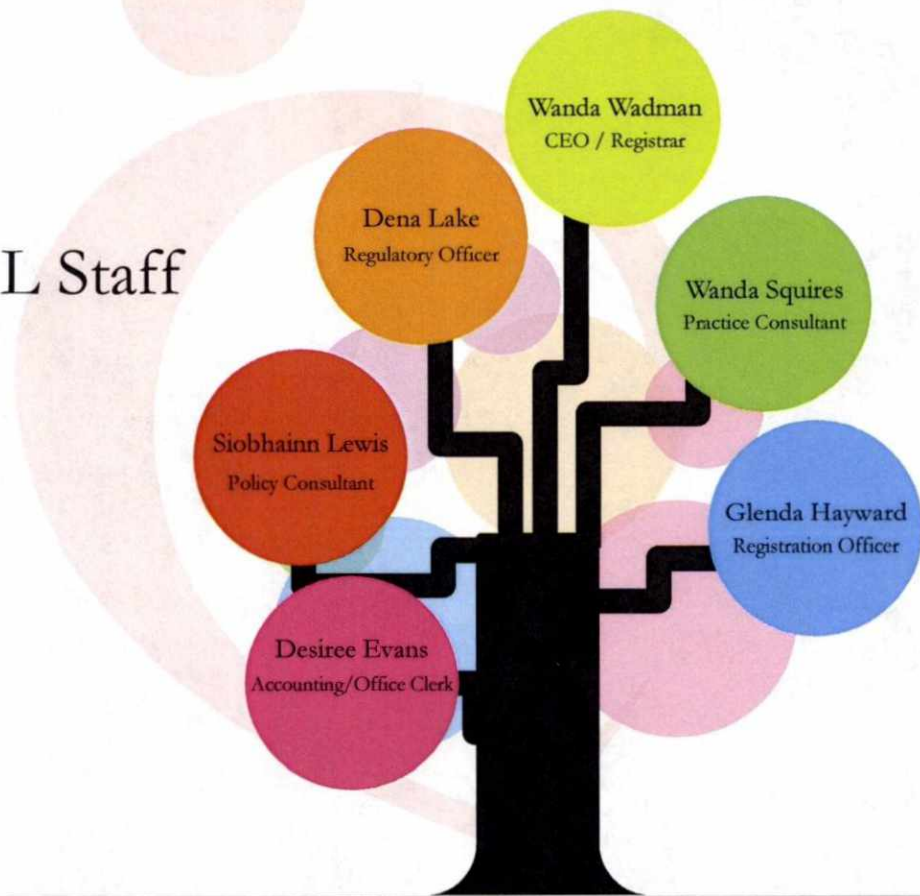 Wanda Wadman
CEO / Registrar
Dena Lake
Regulatory Officer
L Staff
Wanda Squires
Practice Consultant
Siobhainn Lewis
Policy Consultant
Glenda Hayward
Registration Officer
Desiree Evans
Accounting/Office Clerk